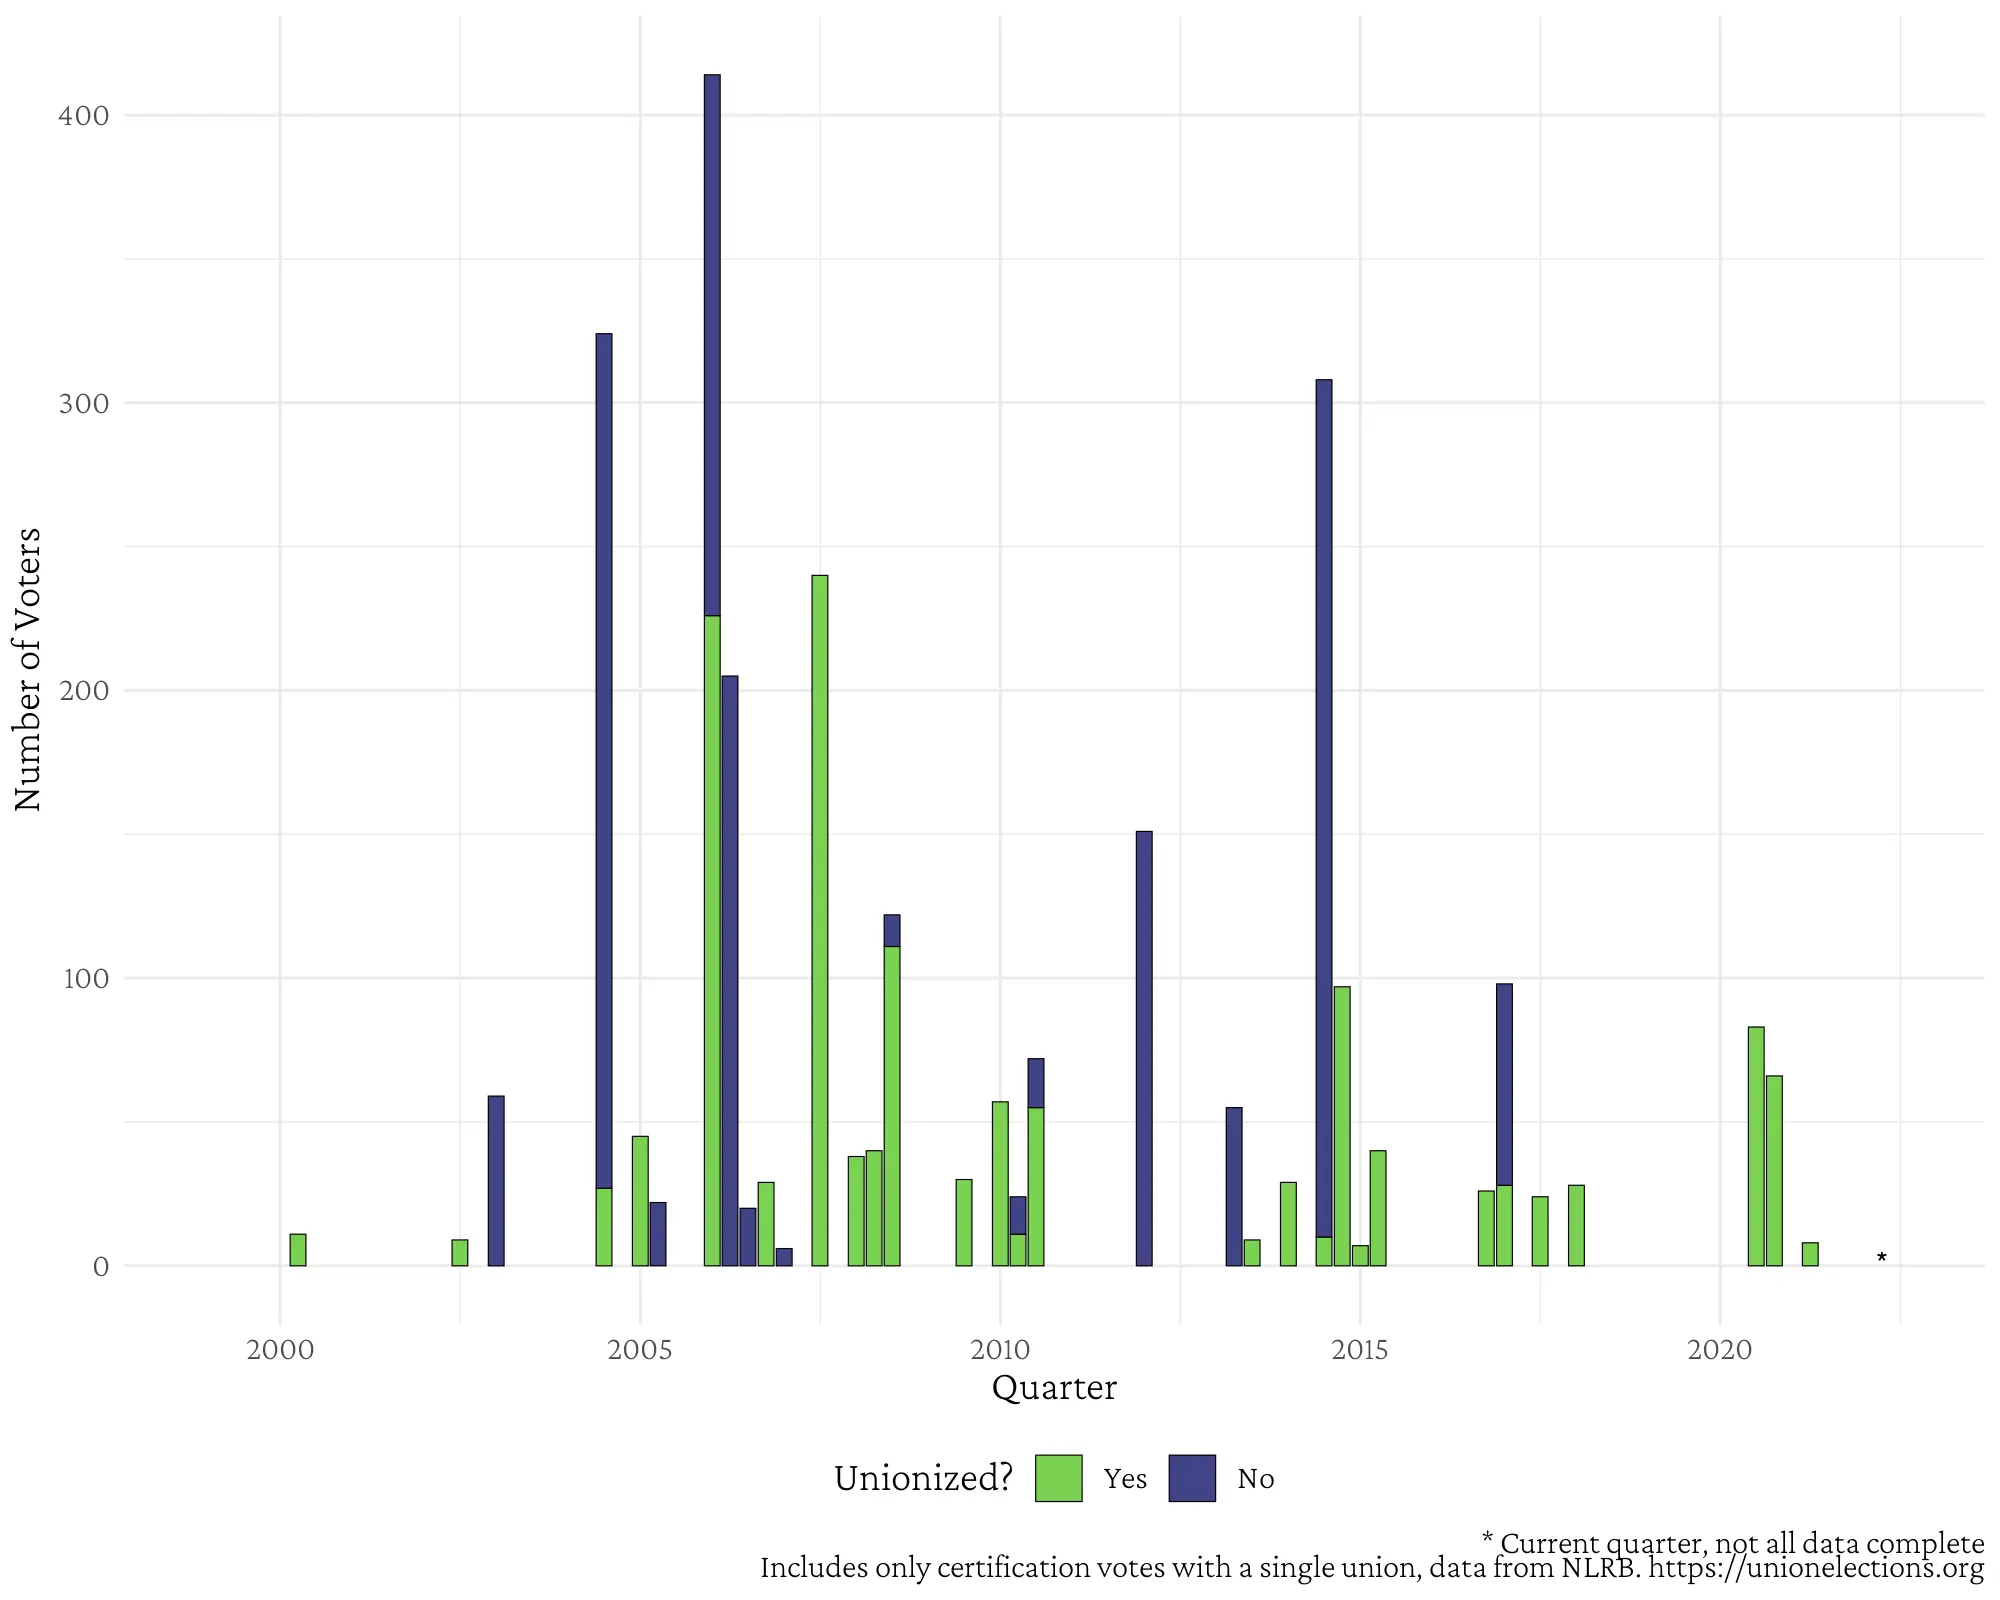 400
300
200
100
0
Number of Voters
2000 2005 2010 2015 2020
*
Quarter
Unionized? Yes No
* Current quarter, not all data complete
Includes only certification votes with a single union, data from NLRB. https://unionelections.org